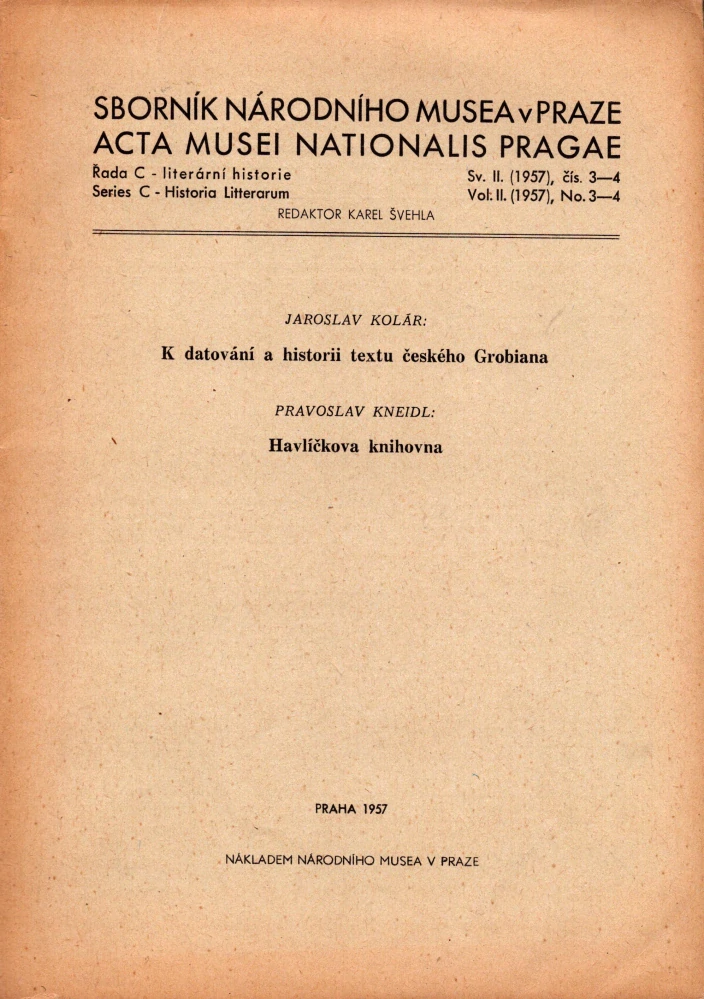 SBORNÍK NÁRODNÍHO MUSEA v PRAZE
ACTA MUSEI NATIONALIS PRAGAE
Řada C - literární historie
Sv. II. (1957), čís. 3—4
Series C - Historia Litterarum
Vol. II. (1957), No. 3—4
REDAKTOR KAREL ŠVEHLA
JAROSLAV KOLÁR:
K datování a historii textu českého Grobiana
PRAVOSLAV KNEIDL:
Havlíčkova knihovna
PRAHA 1957
NÁKLADEM NÁRODNÍHO MUSEA V PRAZE